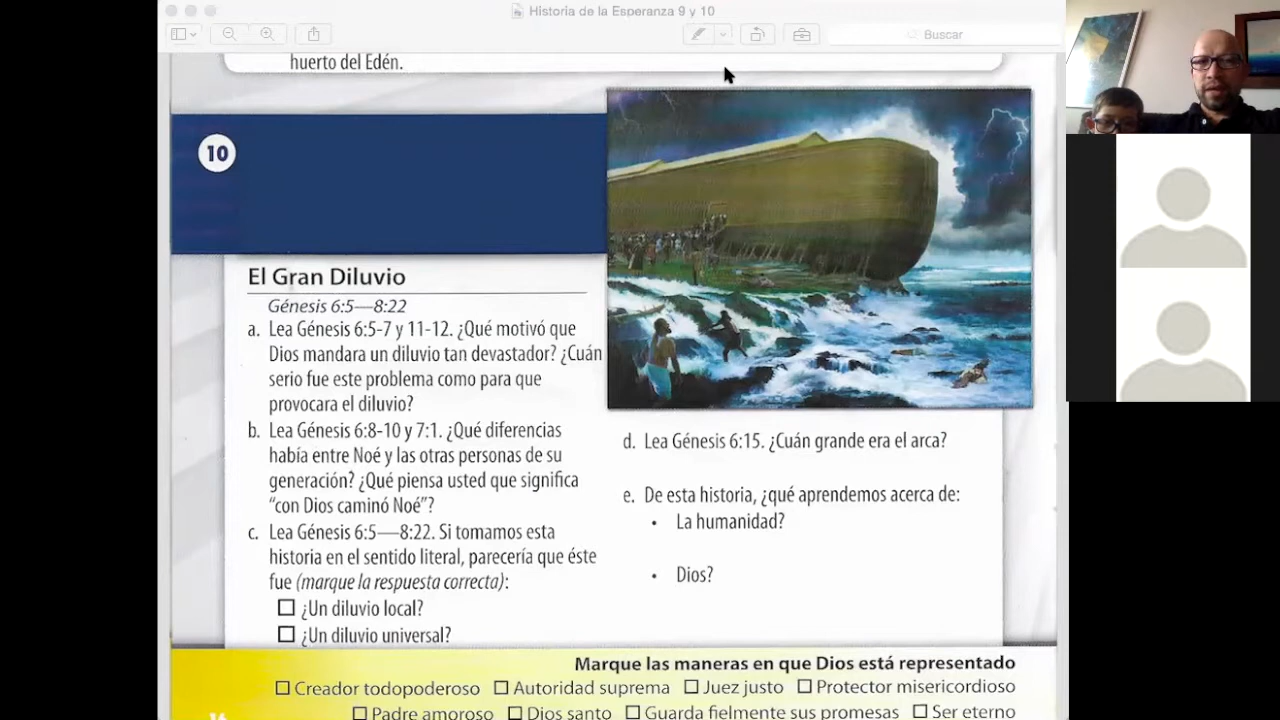 Historia de la Esperanza 9 y 10
Buscar
huerto del Edén.
10
El Gran Diluvio
Génesis 6:5—8:22
a. Lea Génesis 6:5-7 y 11-12. ¿Qué motivó que
Dios mandara un diluvio tan devastador? ¿Cuán
serio fue este problema como para que
provocara el diluvio?
b. Lea Génesis 6:8-10 y 7:1. ¿Qué diferencias
había entre Noé y las otras personas de su
generación? ¿Qué piensa usted que significa
“con Dios caminó Noé”?
c. Lea Génesis 6:5—8:22. Si tomamos esta
historia en el sentido literal, parecería que éste
fue (marque la respuesta correcta):
¿Un diluvio local?
¿Un diluvio universal?
d. Lea Génesis 6:15. ¿Cuán grande era el arca?
e. De esta historia, ¿qué aprendemos acerca de:
• La humanidad?
• Dios?
Marque las maneras en que Dios está representado
Creador todopoderoso Autoridad suprema Juez justo Protector misericordioso
Padre amoroso Dios santo Guarda fielmente sus promesas Ser eterno